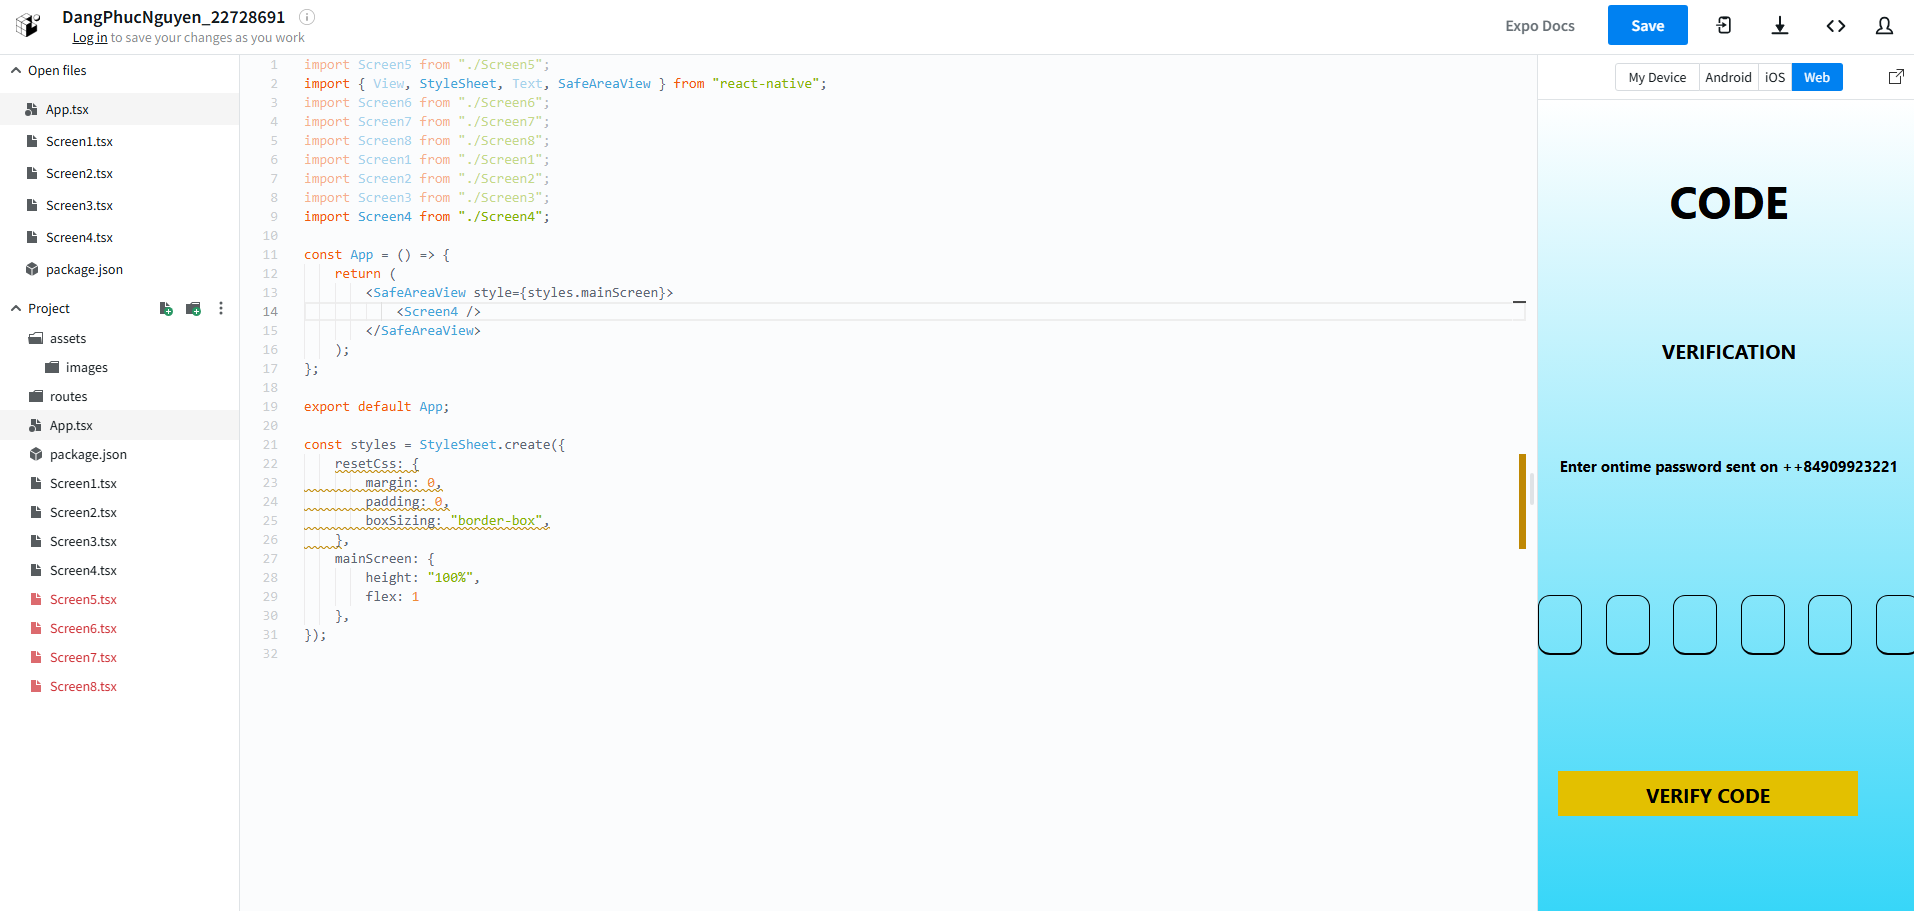 DangPhucNguyen_22728691
Log in to save your changes as you work
Expo Docs
Save
Open files
App.tsx
Screen1.tsx
Screen2.tsx
Screen3.tsx
Screen4.tsx
package.json
Project
assets
images
routes
App.tsx
package.json
Screen1.tsx
Screen2.tsx
Screen3.tsx
Screen4.tsx
Screen5.tsx
Screen6.tsx
Screen7.tsx
Screen8.tsx
1 import Screen5 from "./Screen5";
2 import { View, StyleSheet, Text, SafeAreaView } from "react-native";
3 import Screen6 from "./Screen6";
4 import Screen7 from "./Screen7";
5 import Screen8 from "./Screen8";
6 import Screen1 from "./Screen1";
7 import Screen2 from "./Screen2";
8 import Screen3 from "./Screen3";
9 import Screen4 from "./Screen4";
10
11 const App = () => {
12 return (
13 <SafeAreaView style={styles.mainScreen}>
14 <Screen4 />
15 </SafeAreaView>
16 );
17 };
18
19 export default App;
20
21 const styles = StyleSheet.create({
22 resetCss: {
23 margin: 0,
24 padding: 0,
25 boxSizing: "border-box",
26 },
27 mainScreen: {
28 height: "100%",
29 flex: 1
30 },
31 });
32
My Device Android iOS Web
CODE
VERIFICATION
Enter ontime password sent on ++84909923221
VERIFY CODE